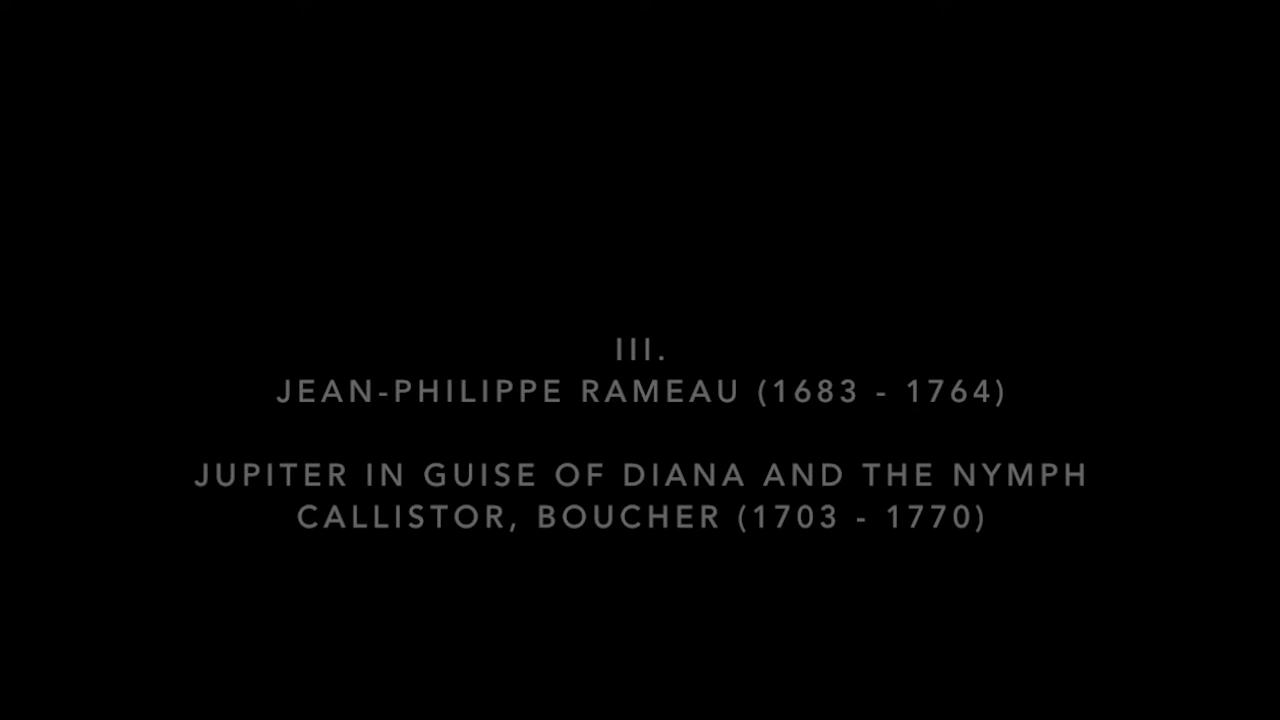 III.
JEAN-PHILIPPE RAMEAU (1683 - 1764)
JUPITER IN GUISE OF DIANA AND THE NYMPH
CALLISTOR, BOUCHER (1703 - 1770)